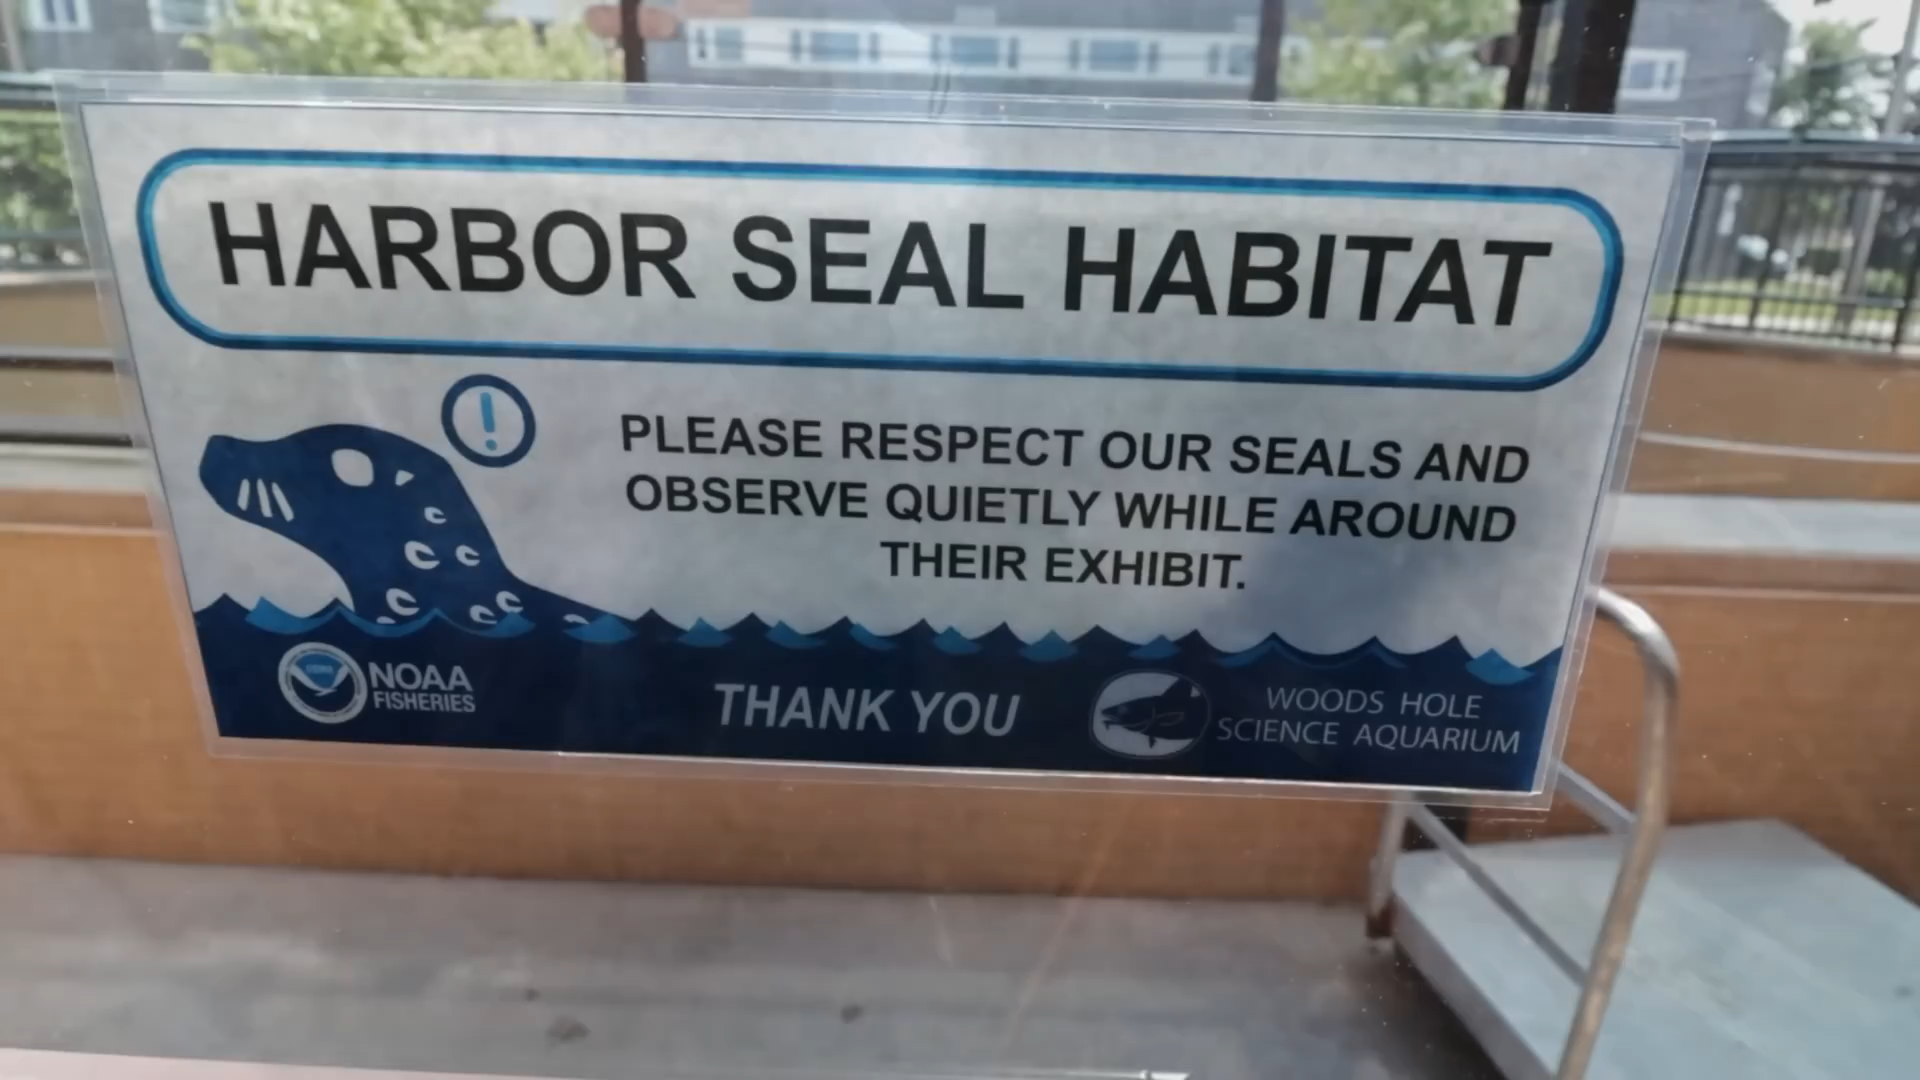 HARBOR SEAL HABITAT
!
PLEASE RESPECT OUR SEALS AND
OBSERVE QUIETLY WHILE AROUND
THEIR EXHIBIT.
NOAA
FISHERIES
THANK YOU
WOODS HOLE
SCIENCE AQUARIUM